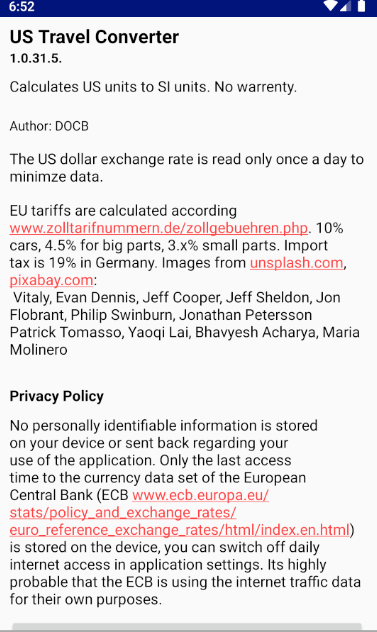 6:52
US Travel Converter
1.0.31.5.
Calculates US units to SI units. No warrenty.
Author: DOCB
The US dollar exchange rate is read only once a day to
minimze data.
EU tariffs are calculated according
www.zolltarifnummern.de/zollgebuehren.php. 10%
cars, 4.5% for big parts, 3.x% small parts. Import
tax is 19% in Germany. Images from unsplash.com,
pixabay.com:
Vitaly, Evan Dennis, Jeff Cooper, Jeff Sheldon, Jon
Flobrant, Philip Swinburn, Jonathan Petersson
Patrick Tomasso, Yaoqi Lai, Bhavyesh Acharya, Maria
Molinero
Privacy Policy
No personally identifiable information is stored
on your device or sent back regarding your
use of the application. Only the last access
time to the currency data set of the European
Central Bank (ECB www.ecb.europa.eu/
stats/policy_and_exchange_rates/
euro_reference_exchange_rates/html/index.en.html)
is stored on the device, you can switch off daily
internet access in application settings. Its highly
probable that the ECB is using the internet traffic data
for their own purposes.